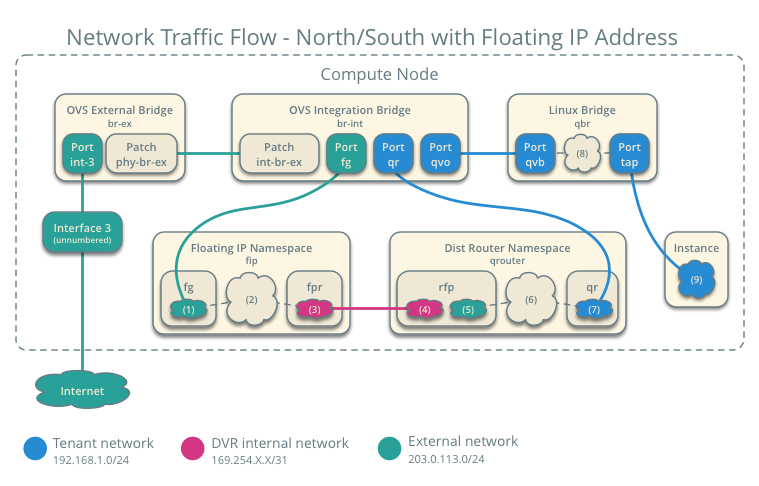 Network Traffic Flow - North/South with Floating IP Address
Compute Node
OVS External Bridge
br-ex
Port
int-3
Patch
phy-br-ex
OVS Integration Bridge
br-int
Patch
int-br-ex
Port
fg
Port
qr
Port
qvo
Linux Bridge
qbr
Port
qvb
(8)
Port
tap
Interface 3
(unnumbered)
Floating IP Namespace
fip
fg
(1)
(2)
fpr
(3)
Dist Router Namespace
qrouter
rfp
(4)
(5)
(6)
qr
(7)
Instance
(9)
Internet
Tenant network
192.168.1.0/24
DVR internal network
169.254.X.X/31
External network
203.0.113.0/24